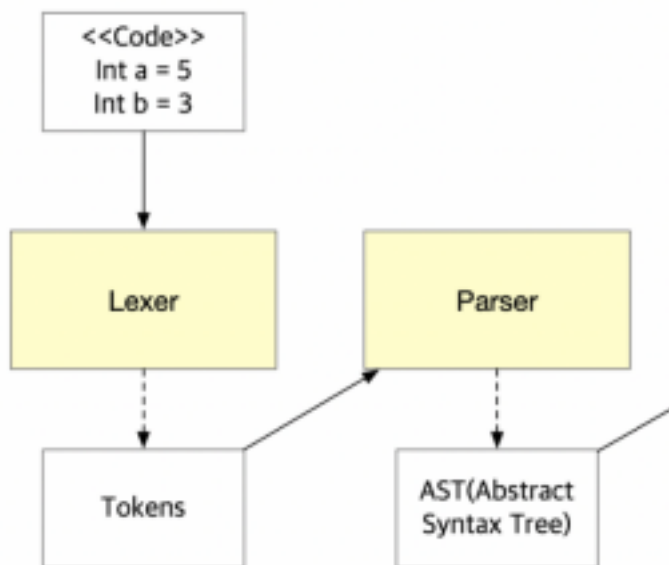 <<Code>>
Int a = 5
Int b = 3
Lexer
Parser
Tokens
AST(Abstract
Syntax Tree)